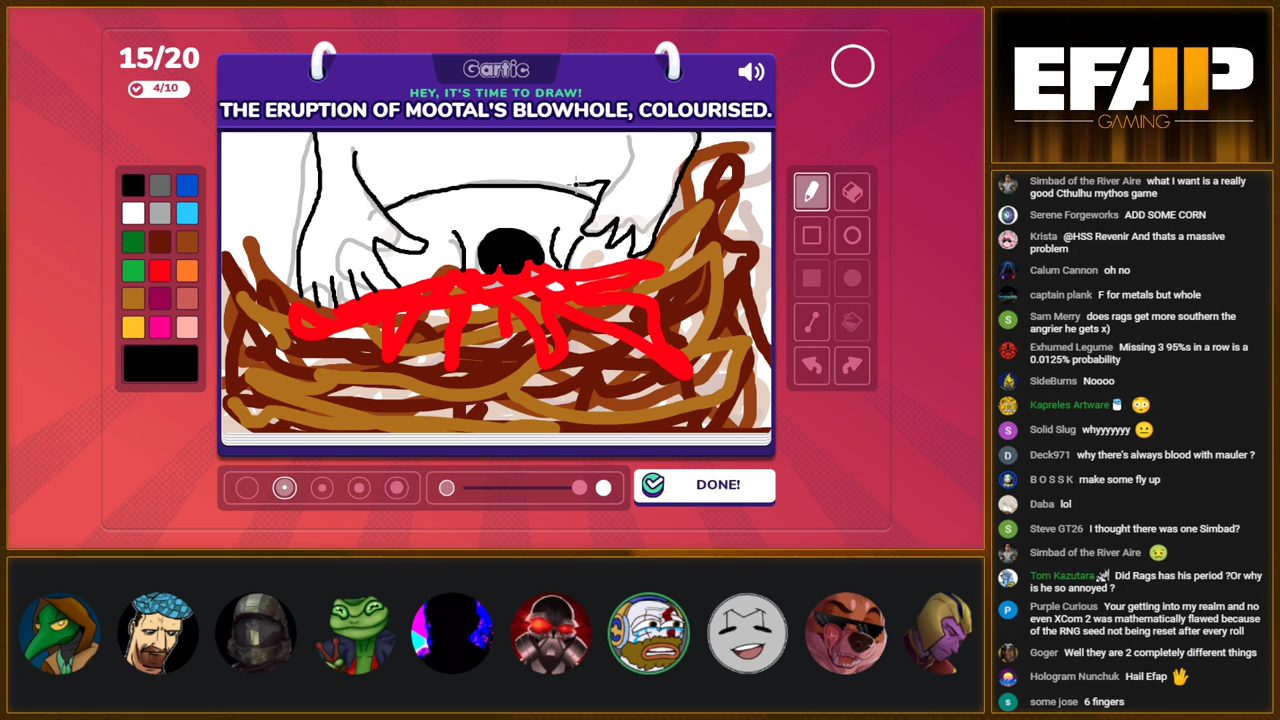 15/20
4/10
Gartic
HEY, IT'S TIME TO DRAW!
THE ERUPTION OF MOOTAL'S BLOWHOLE, COLOURISED.
DONE!
EFAP
GAMING
Simbad of the River Aire what I want is a really
good Cthulhu mythos game
Serene Forgeworks ADD SOME CORN
Krista @HSS Revenir And thats a massive
problem
Calum Cannon oh no
captain plank F for metals but whole
S
Sam Merry does rags get more southern the
angrier he gets x)
Exhumed Legume Missing 3 95%s in a row is a
0.0125% probability
SideBurns Noooo
Kapreles Artware
S
Solid Slug whyyyyyy
D
Deck971 why there's always blood with mauler ?
B O S S K make some fly up
Daba lol
S
Steve GT26 I thought there was one Simbad?
Simbad of the River Aire
Tom Kazutara Did Rags has his period ?Or why
is he so annoyed ?
P
Purple Curious Your getting into my realm and no
even XCom 2 was mathematically flawed because
of the RNG seed not being reset after every roll
Goger Well they are 2 completely different things
Hologram Nunchuk Hail Efap
s
some jose 6 fingers